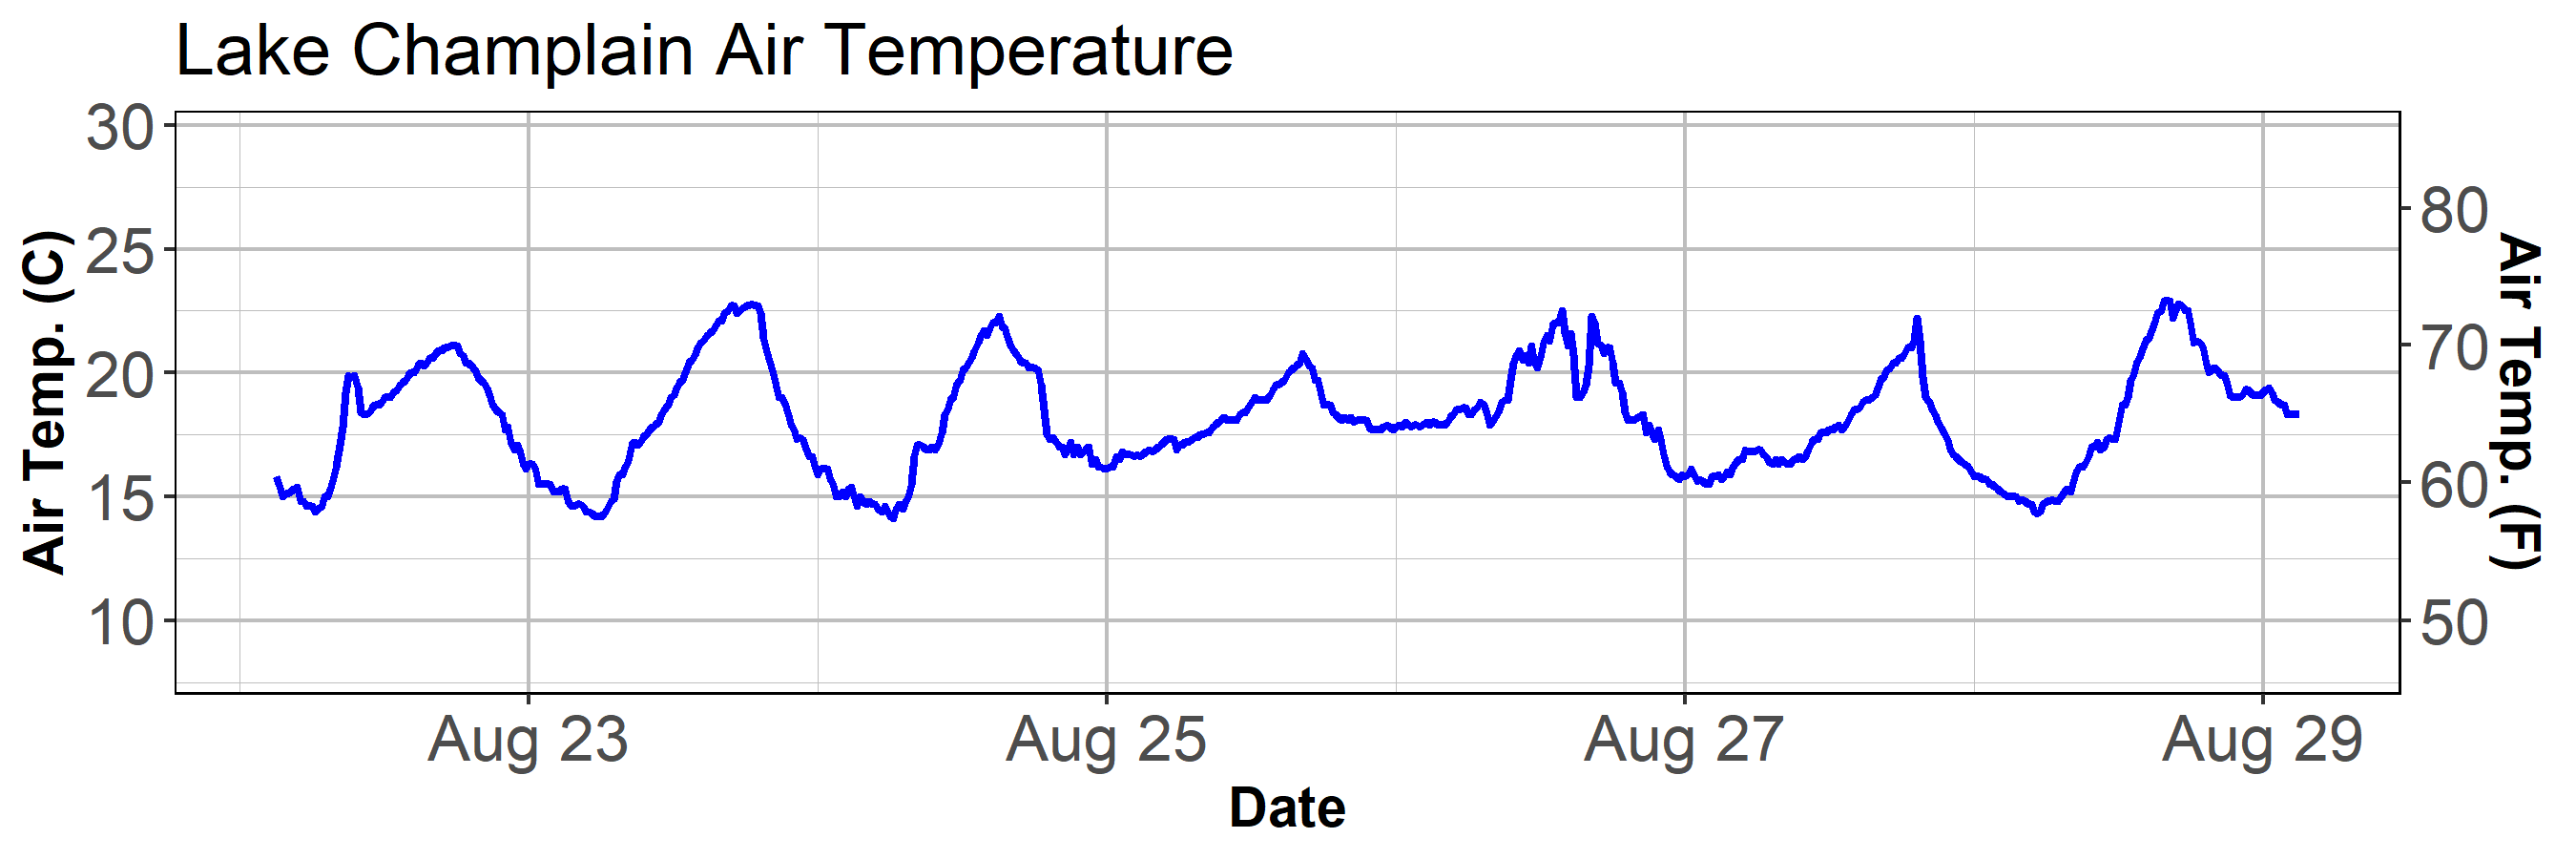 Lake Champlain Air Temperature
Air Temp. (C)
30
25
20
15
10
80
70
60
50
Air Temp. (F)
Aug 23
Aug 25
Aug 27
Aug 29
Date